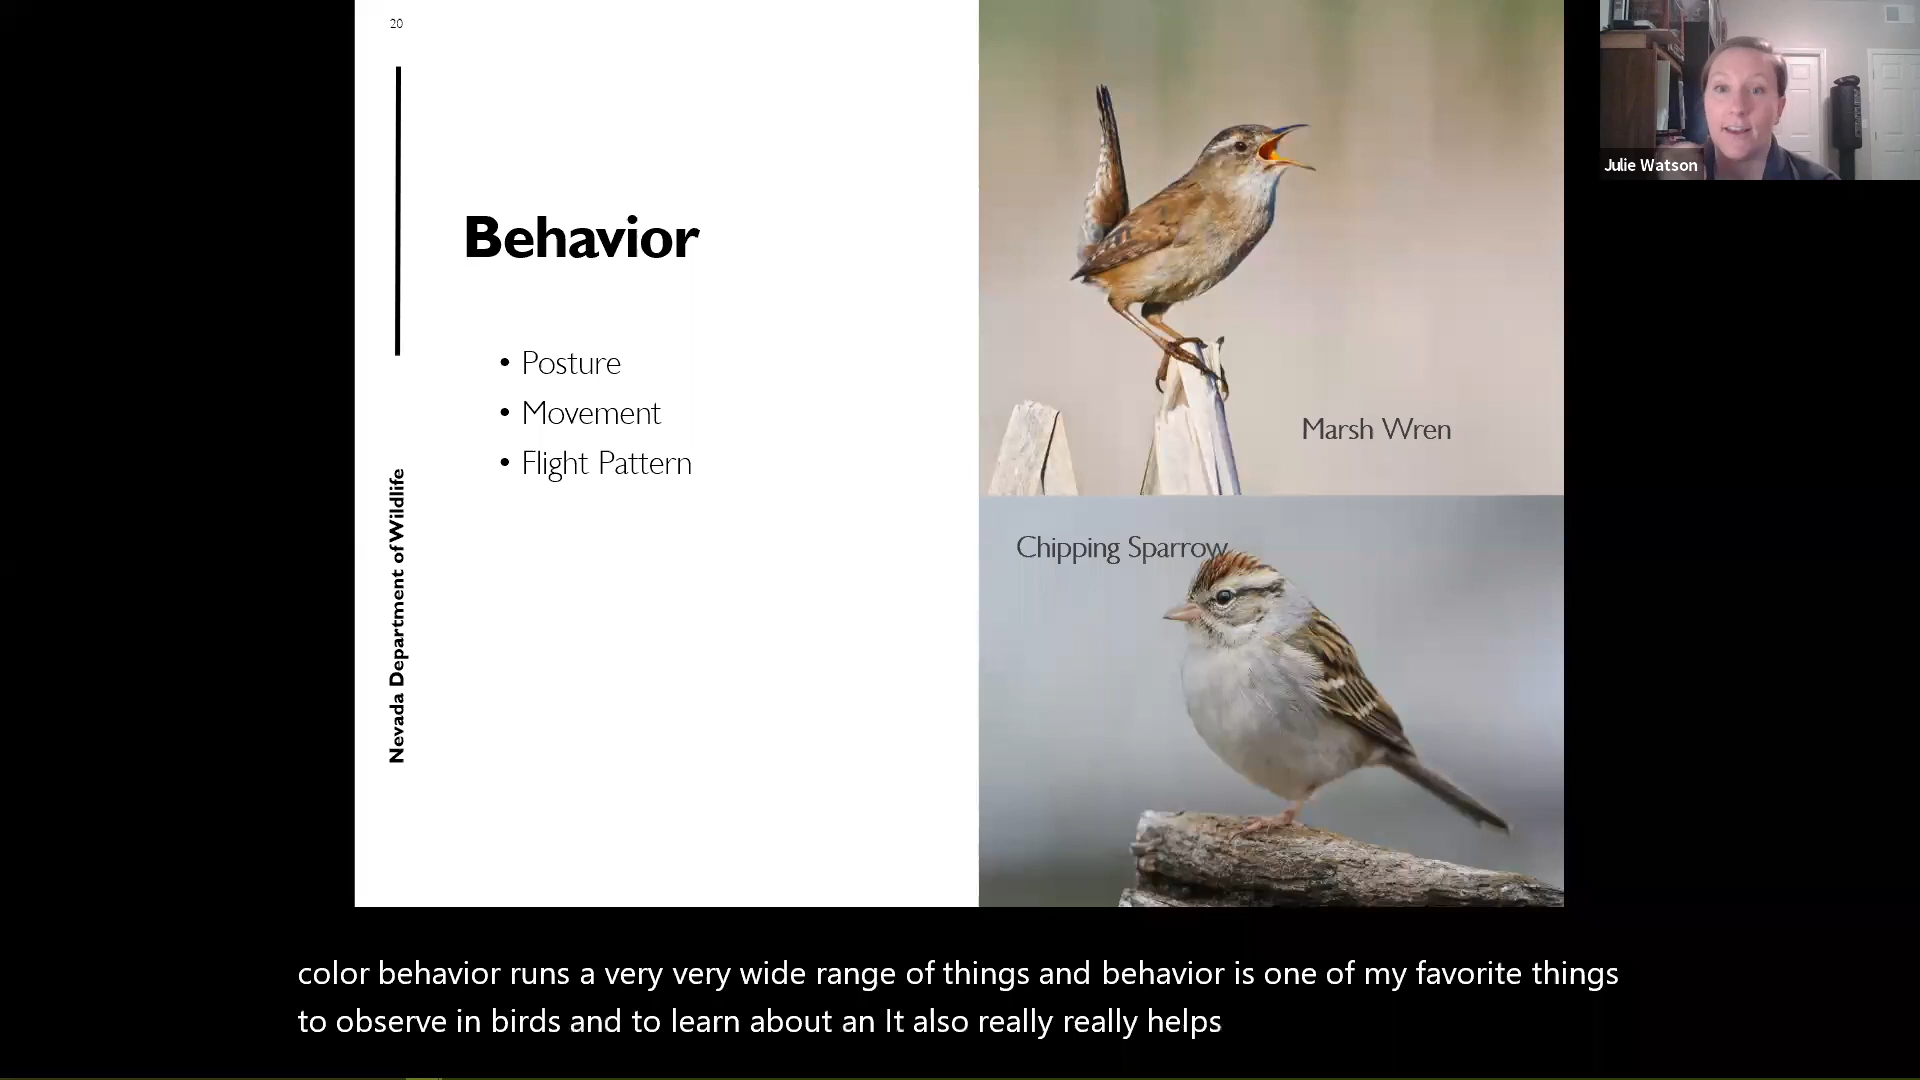 20
Behavior
• Posture
• Movement
• Flight Pattern
Nevada Department of Wildlife
Marsh Wren
Chipping Sparrow
Julie Watson
color behavior runs a very very wide range of things and behavior is one of my favorite things
to observe in birds and to learn about an It also really really helps